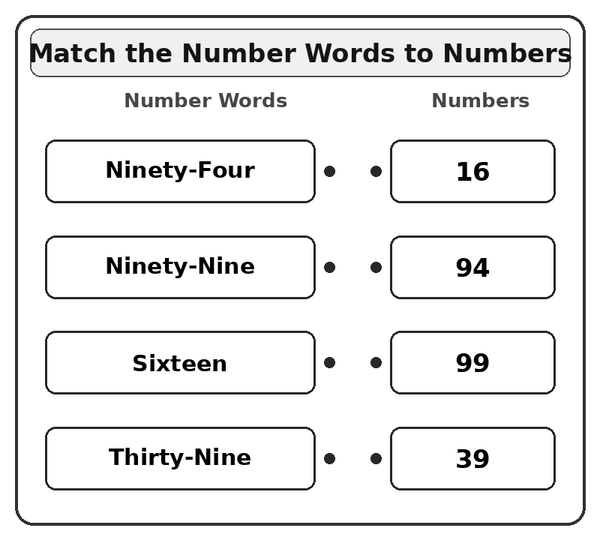 Match the Number Words to Numbers
Number Words Numbers
Ninety-Four 16
Ninety-Nine 94
Sixteen 99
Thirty-Nine 39